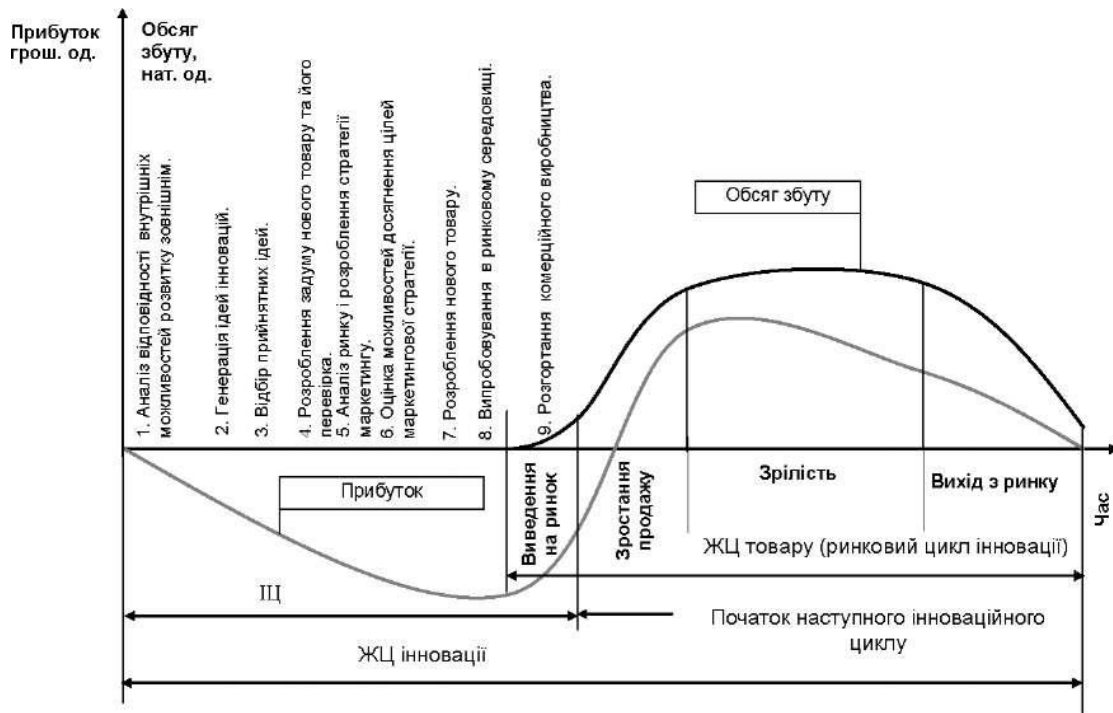 Прибуток
грош. од.
Обсяг
збуту,
нат. од.
1. Аналіз відповідності внутрішніх
можливостей розвитку зовнішнім.
2. Генерація ідей інновацій.
3. Відбір прийнятних ідей.
4. Розроблення задуму нового товару та його
перевірка.
5. Аналіз ринку і розроблення стратегії
маркетингу.
6. Оцінка можливостей досягнення цілей
маркетингової стратегії.
7. Розроблення нового товару.
8. Випробовування в ринковому середовищі.
9. Розгортання комерційного виробництва.
Обсяг збуту
Прибуток
Виведення
на ринок
Зростання
продажу
Зрілість
Вихід з ринку
Час
ЖЦ товару (ринковий цикл інновації)
ІЦ
Початок наступного інноваційного
циклу
ЖЦ інновації